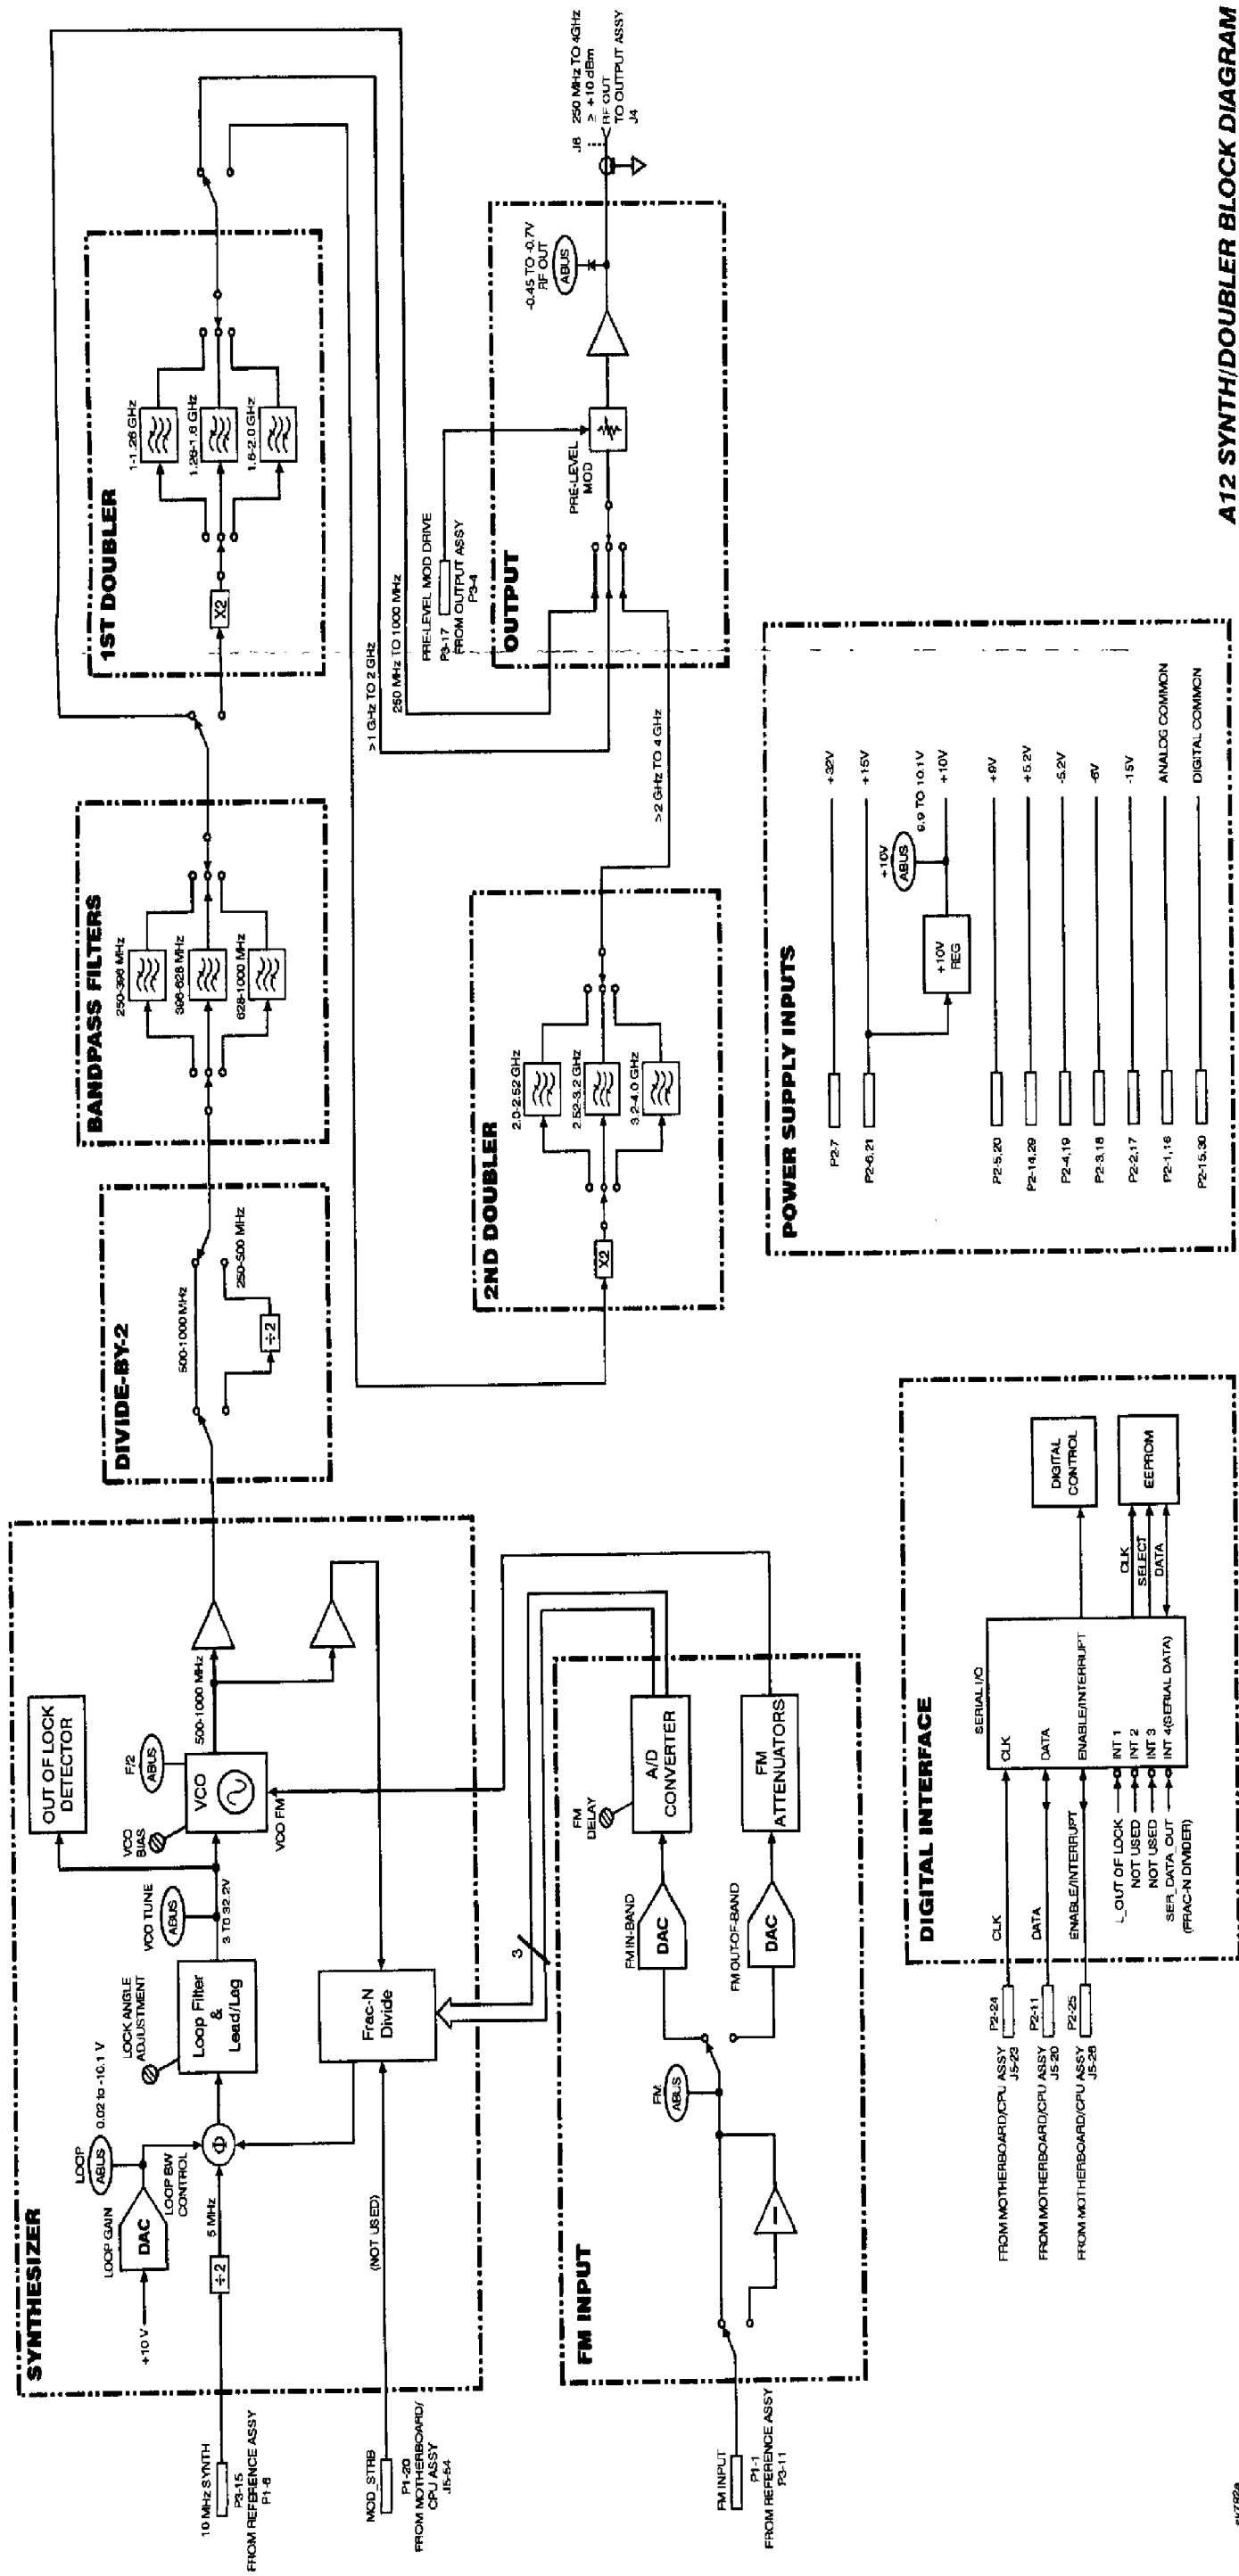 A12 SYNTH/DOUBLER BLOCK DIAGRAM
SYNTHESIZER
10 MHz SYNTH
P3-15
FROM REFERENCE ASSY
P1-6
÷2
5 MHz
+10 V
LOOP GAIN
DAC
LOOP
ABUS
0.02 to -10.1 V
LOOP BW
CONTROL
Φ
LOCK ANGLE
ADJUSTMENT
Loop Filter
&
Lead/Lag
VCO TUNE
ABUS
3 TO 32.2V
OUT OF LOCK
DETECTOR
VCO
BIAS
F/2
ABUS
VCO
VCO FM
500-1000 MHz
Frac-N
Divide
(NOT USED)
MOD_STRB
P1-20
FROM MOTHERBOARD/
CPU ASSY
J5-54
3
DIVIDE-BY-2
500-1000 MHz
250-500 MHz
÷2
BANDPASS FILTERS
250-396 MHz
396-628 MHz
628-1000 MHz
1ST DOUBLER
X2
1-1.26 GHz
1.26-1.6 GHz
1.6-2.0 GHz
FM INPUT
FM INPUT
P1-1
FROM REFERENCE ASSY
P3-11
FM
ABUS
FM IN-BAND
DAC
FM OUT-OF-BAND
DAC
FM
DELAY
A/D
CONVERTER
FM
ATTENUATORS
2ND DOUBLER
X2
2.0-2.52 GHz
2.52-3.2 GHz
3.2-4.0 GHz
>1 GHz TO 2 GHz
250 MHz TO 1000 MHz
>2 GHz TO 4 GHz
PRE-LEVEL MOD DRIVE
P3-17
FROM OUTPUT ASSY
P3-4
OUTPUT
PRE-LEVEL
MOD
-0.45 TO -0.7V
RF OUT
ABUS
J6
250 MHz TO 4GHz
≥ +10 dBm
RF OUT
TO OUTPUT ASSY
J4
DIGITAL INTERFACE
FROM MOTHERBOARD/CPU ASSY
P2-24
J5-23
CLK
FROM MOTHERBOARD/CPU ASSY
P2-11
J5-20
DATA
FROM MOTHERBOARD/CPU ASSY
P2-25
J5-26
ENABLE/INTERRUPT
L_OUT OF LOCK
NOT USED
NOT USED
SER_DATA_OUT
(FRAC-N DIVIDER)
SERIAL I/O
CLK
DATA
ENABLE/INTERRUPT
INT 1
INT 2
INT 3
INT 4(SERIAL DATA)
DIGITAL
CONTROL
CLK
SELECT
DATA
EEPROM
POWER SUPPLY INPUTS
P2-7
+32V
P2-6,21
+15V
+10V
REG
+10V
ABUS
9.9 TO 10.1V
+10V
P2-5,20
+9V
P2-14,29
+5.2V
P2-4,19
-5.2V
P2-3,18
-6V
P2-2,17
-15V
P2-1,16
ANALOG COMMON
P2-15,30
DIGITAL COMMON